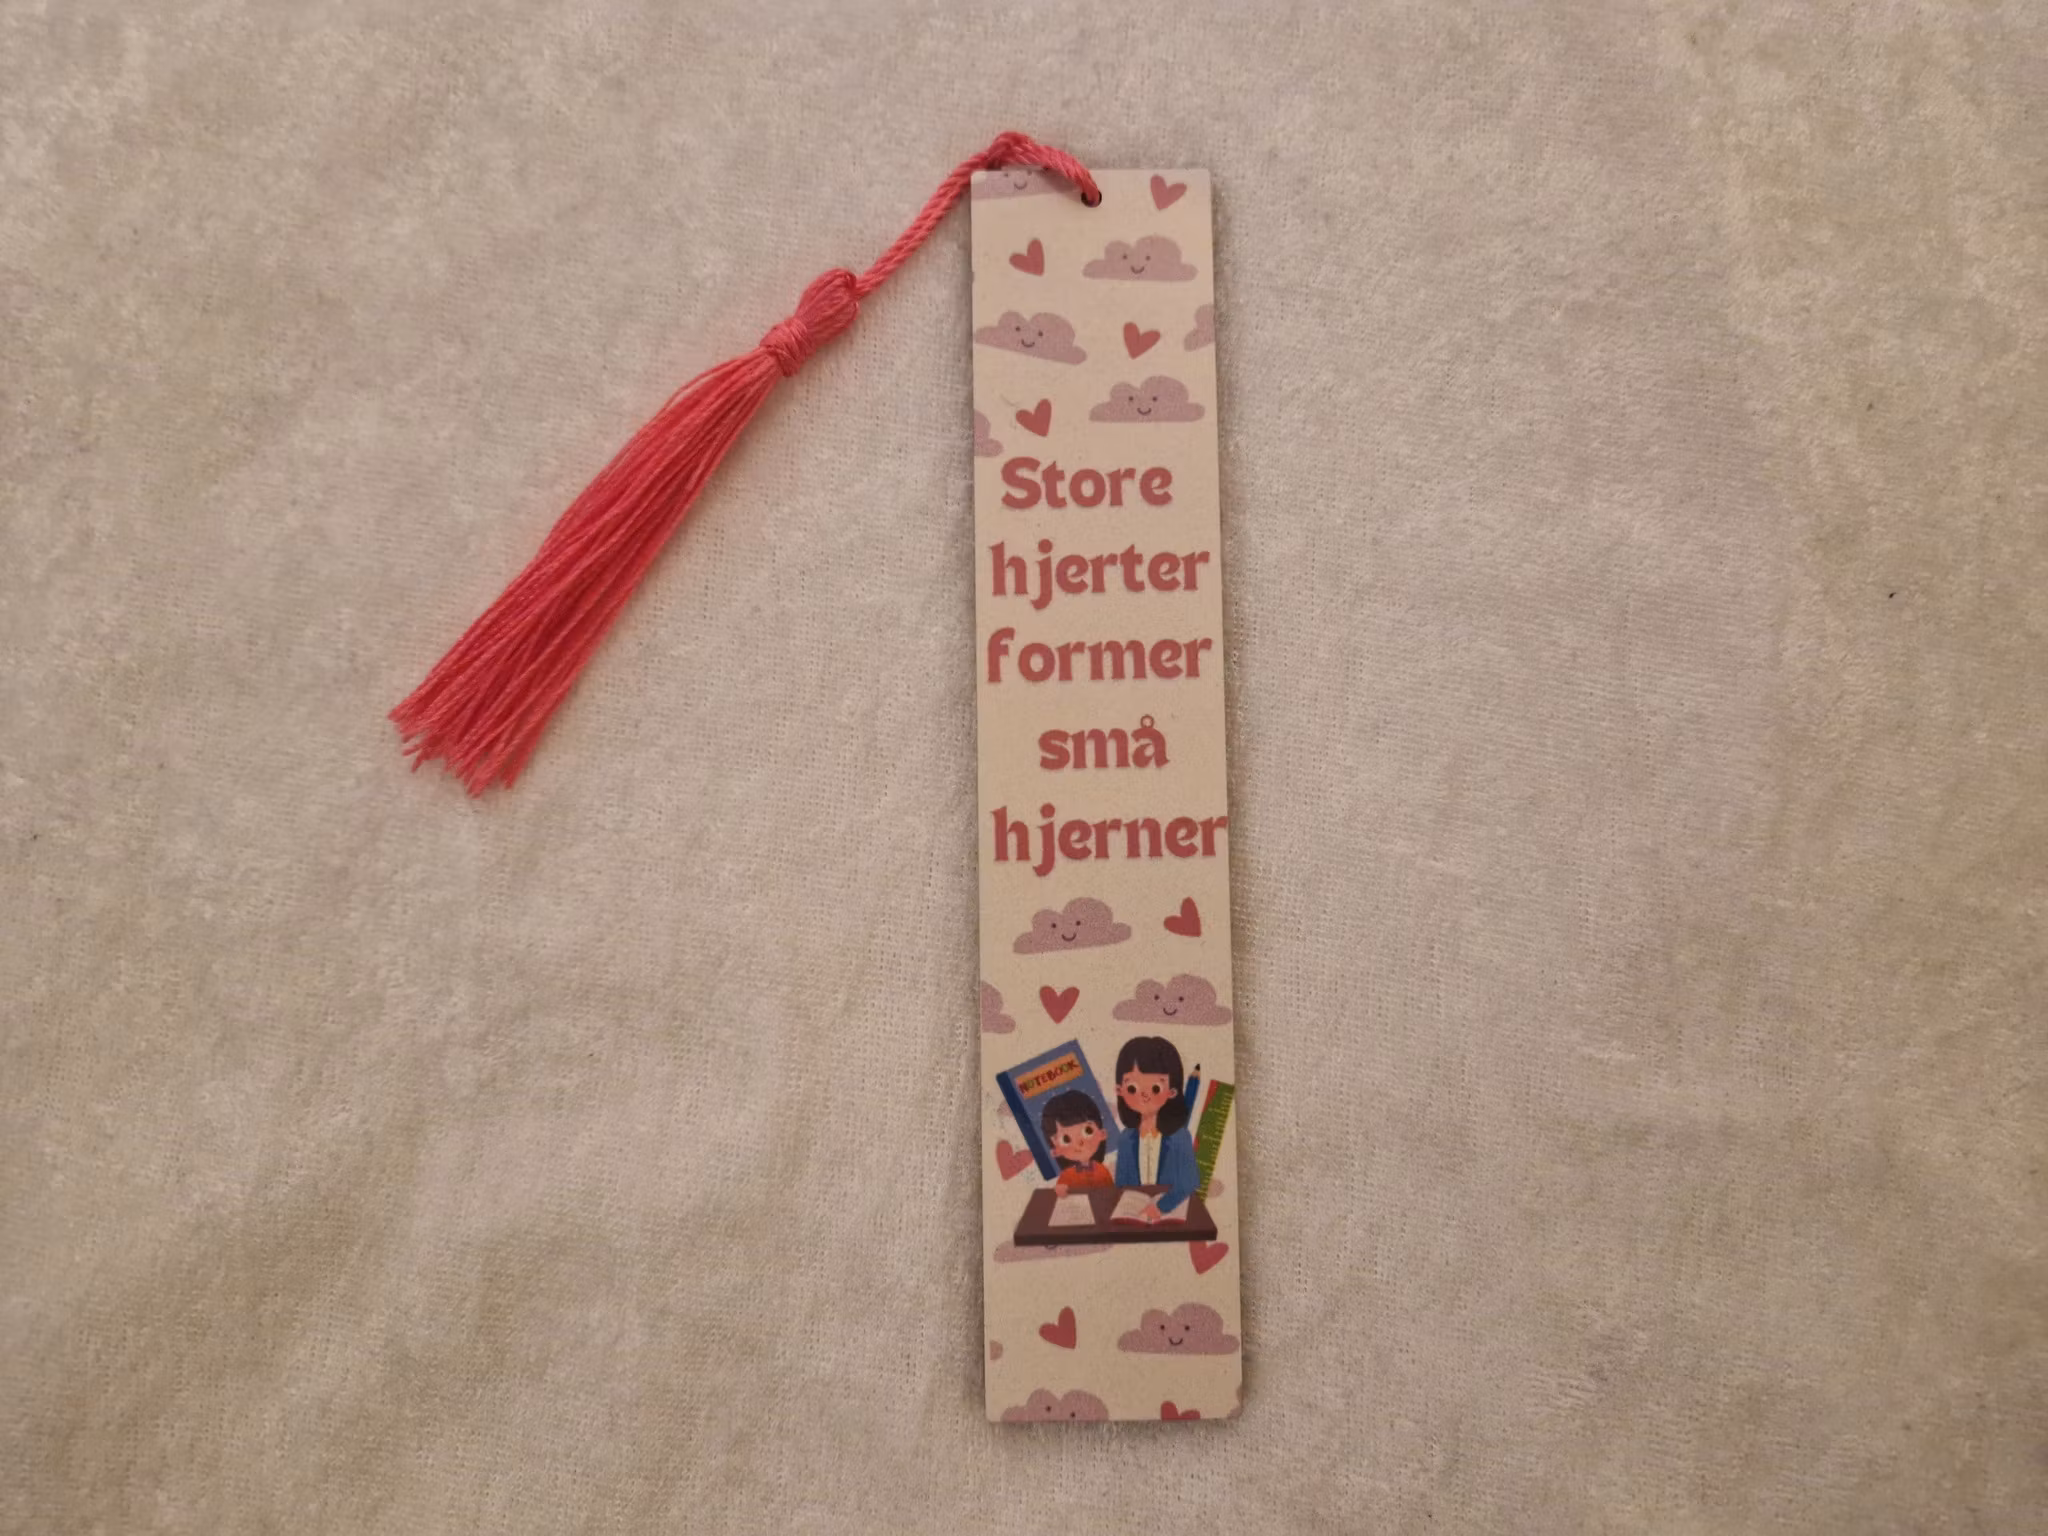 Store
hjerter
former
små
hjerner
NOTEBOOK